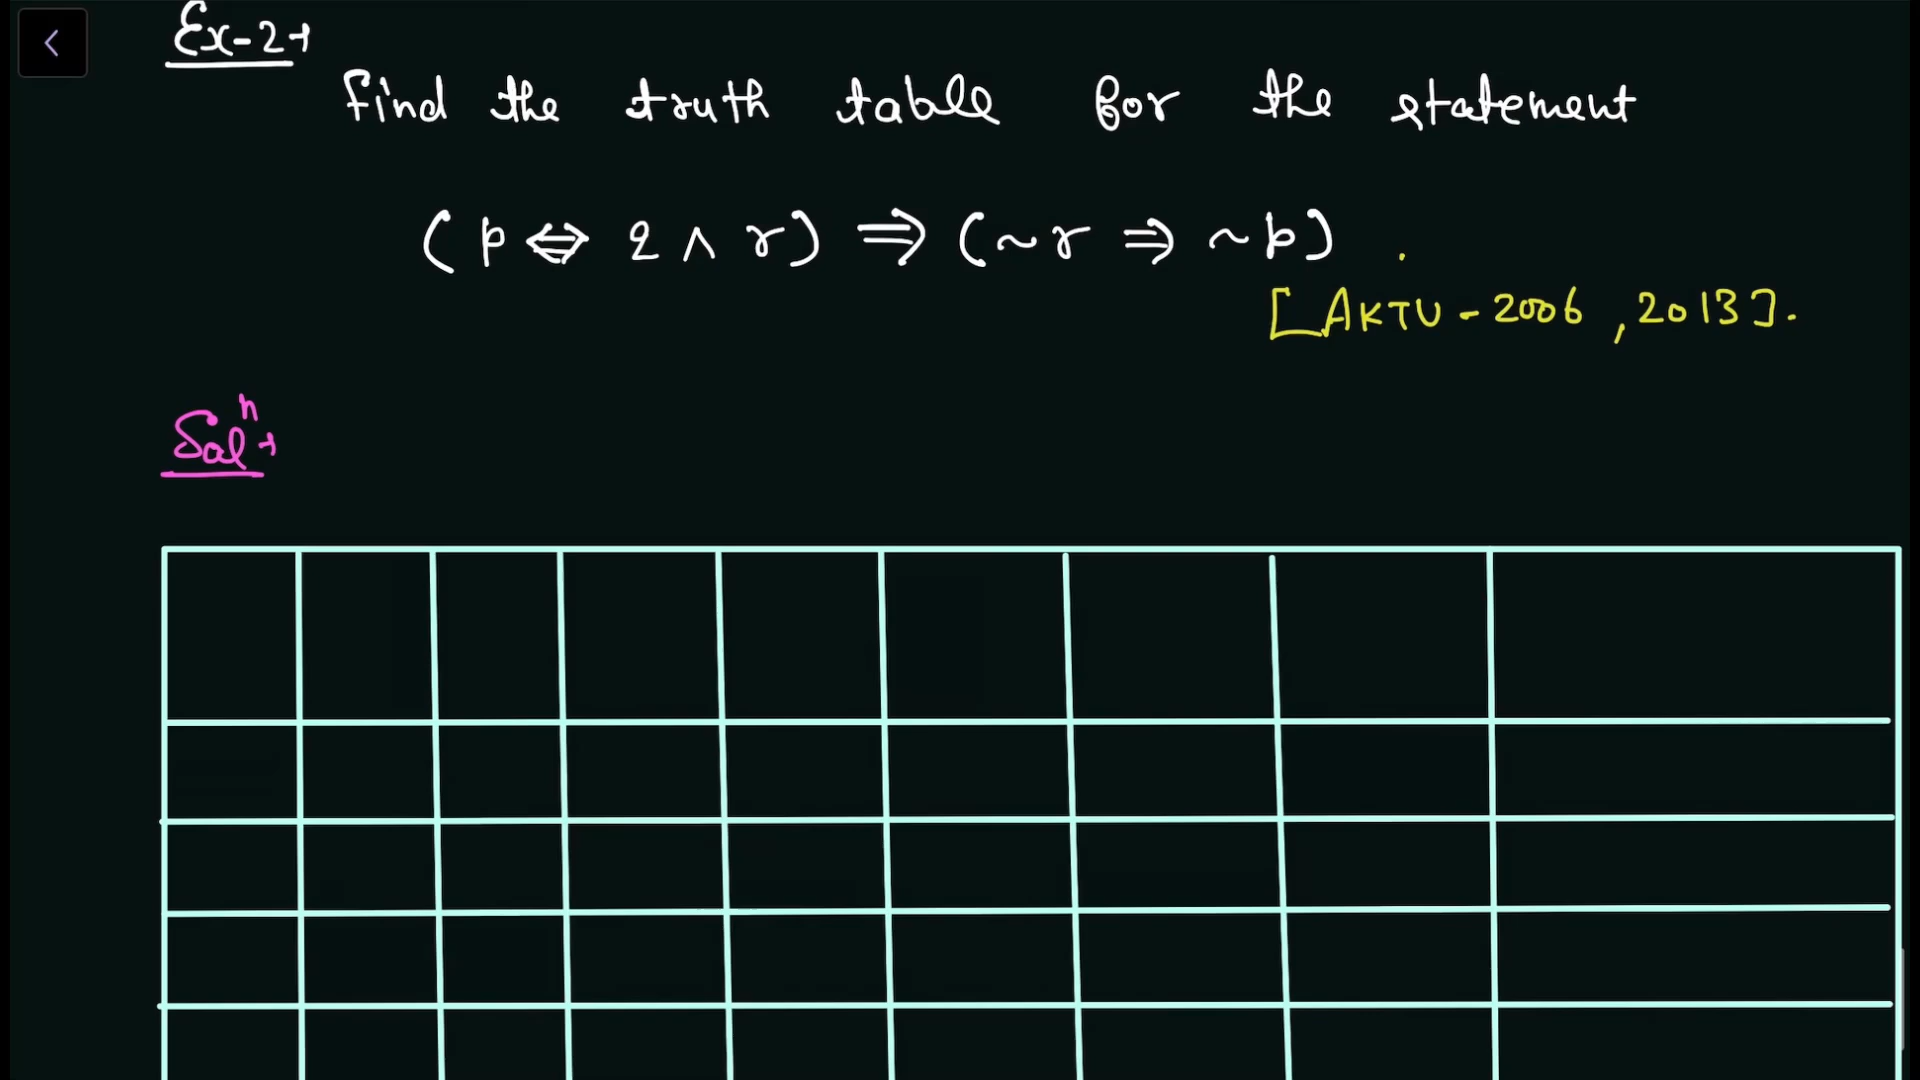 Ex-2→
Find the truth table for the statement
(p ⇔ q ∧ r) ⇒ (~r ⇒ ~p).
[AKTU - 2006, 2013].
Solⁿ→